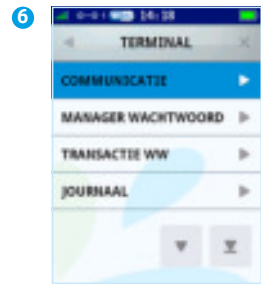 6
14:18
TERMINAL
COMMUNICATIE
MANAGER WACHTWOORD
TRANSACTIE WW
JOURNAAL